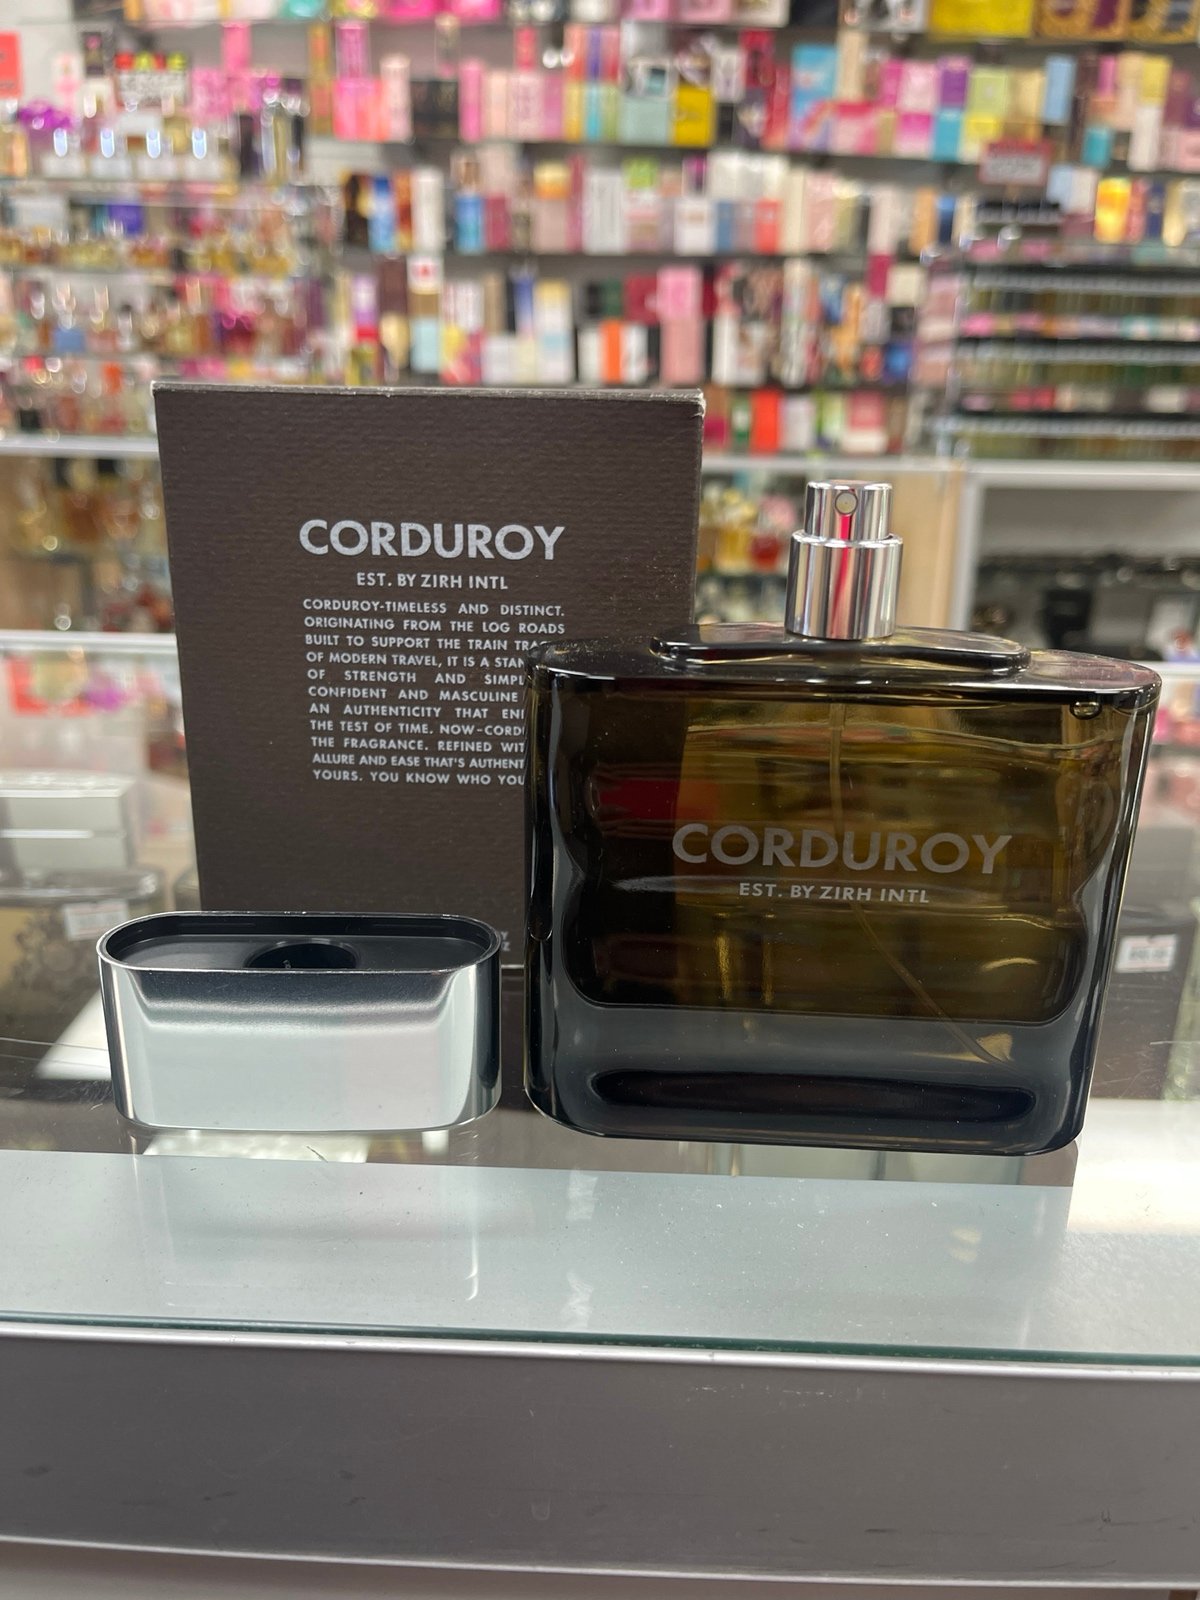 CORDUROY
EST. BY ZIRH INTL
CORDUROY-TIMELESS AND DISTINCT.
ORIGINATING FROM THE LOG ROADS
BUILT TO SUPPORT THE TRAIN
OF MODERN TRAVEL, IT IS A
OF STRENGTH AND
CONFIDENT AND MASCULINE
AN AUTHENTICITY THAT
THE TEST OF TIME. NOW-
THE FRAGRANCE. REFINED
ALLURE AND EASE THAT'S
YOURS. YOU KNOW WHO
CORDUROY
EST. BY ZIRH INTL